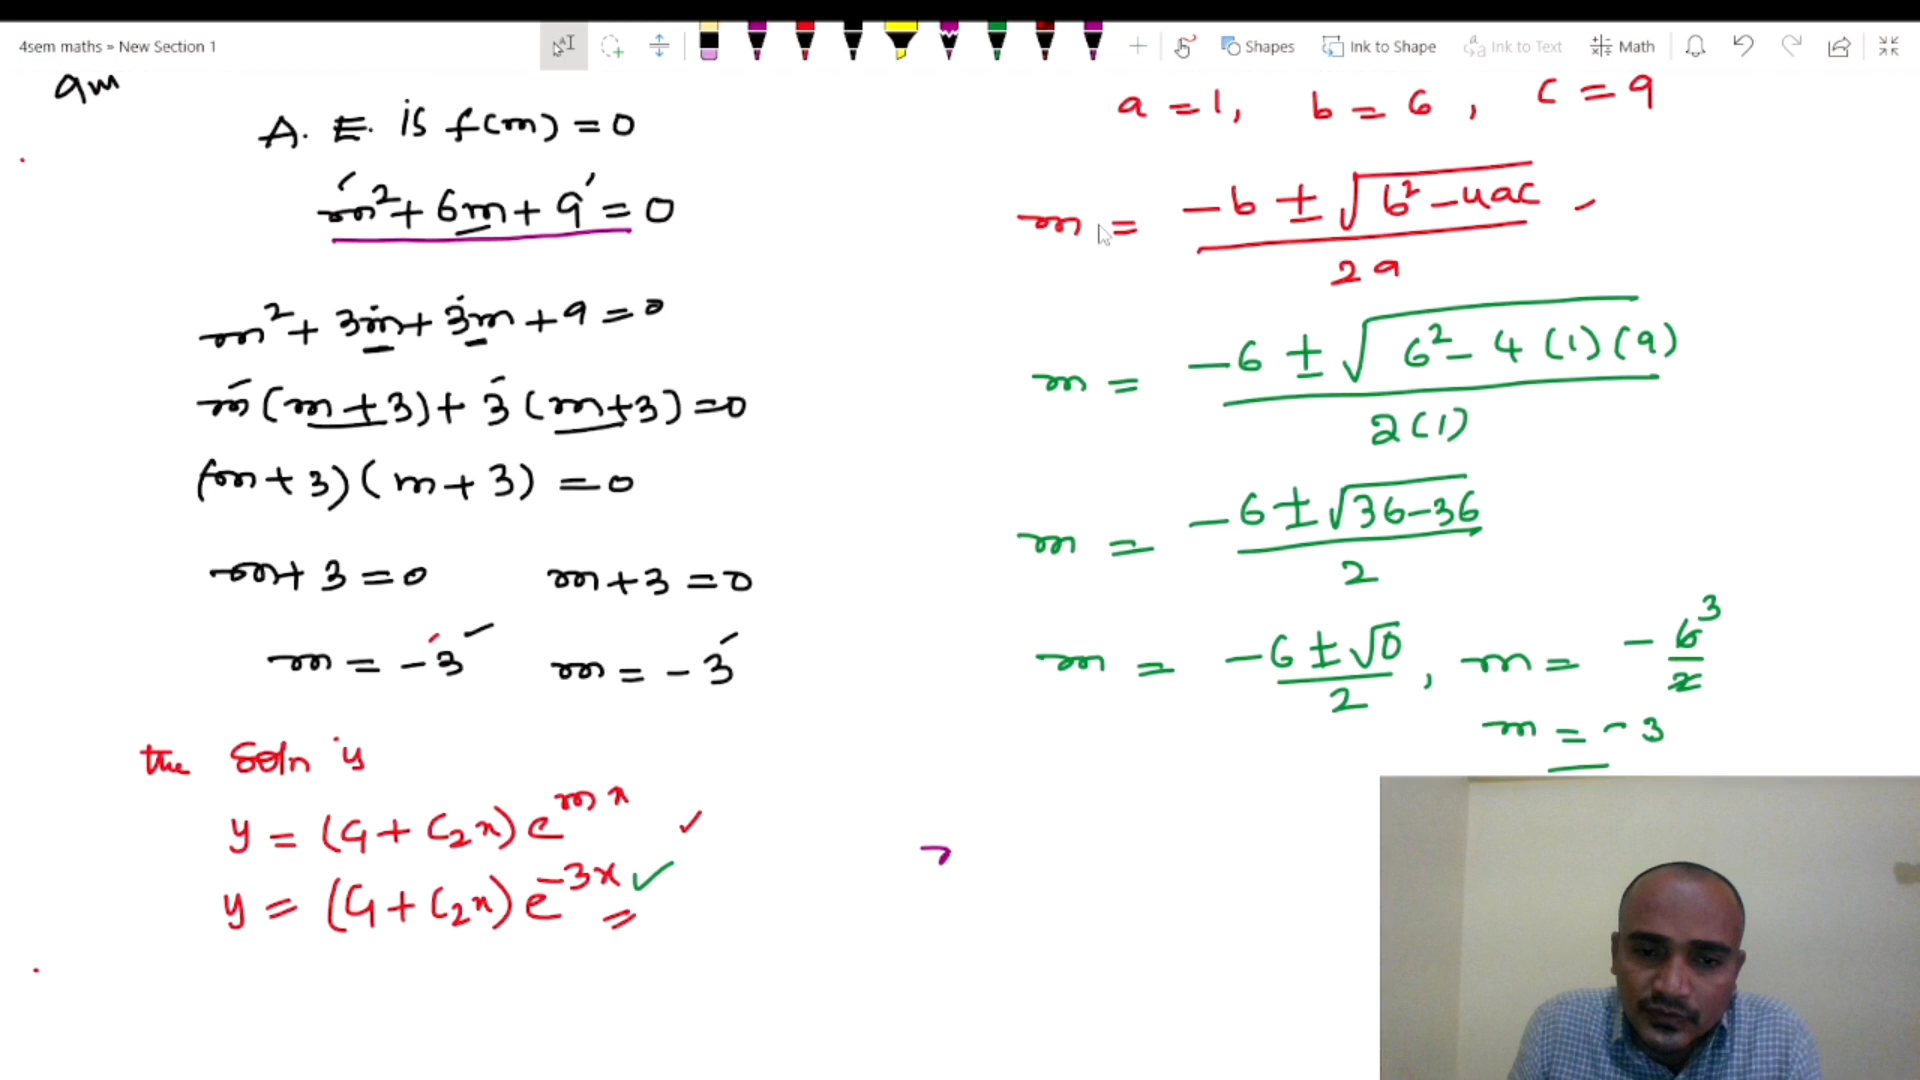 4sem maths » New Section 1
Shapes
Ink to Shape
Ink to Text
Math
A. E. is f(m) = 0
m² + 6m + 9 = 0
m² + 3m + 3m + 9 = 0
m (m+3) + 3 (m+3) = 0
(m + 3) (m + 3) = 0
m + 3 = 0 m + 3 = 0
m = -3 m = -3
the Soln is
y = (C1 + C2x) e^mx
y = (C1 + C2x) e^-3x
a = 1, b = 6, c = 9
m = -b ± √b² - 4ac / 2a
m = -6 ± √6² - 4 (1) (9) / 2(1)
m = -6 ± √36-36 / 2
m = -6 ± √0 / 2, m = -6 3 / 2
m = -3